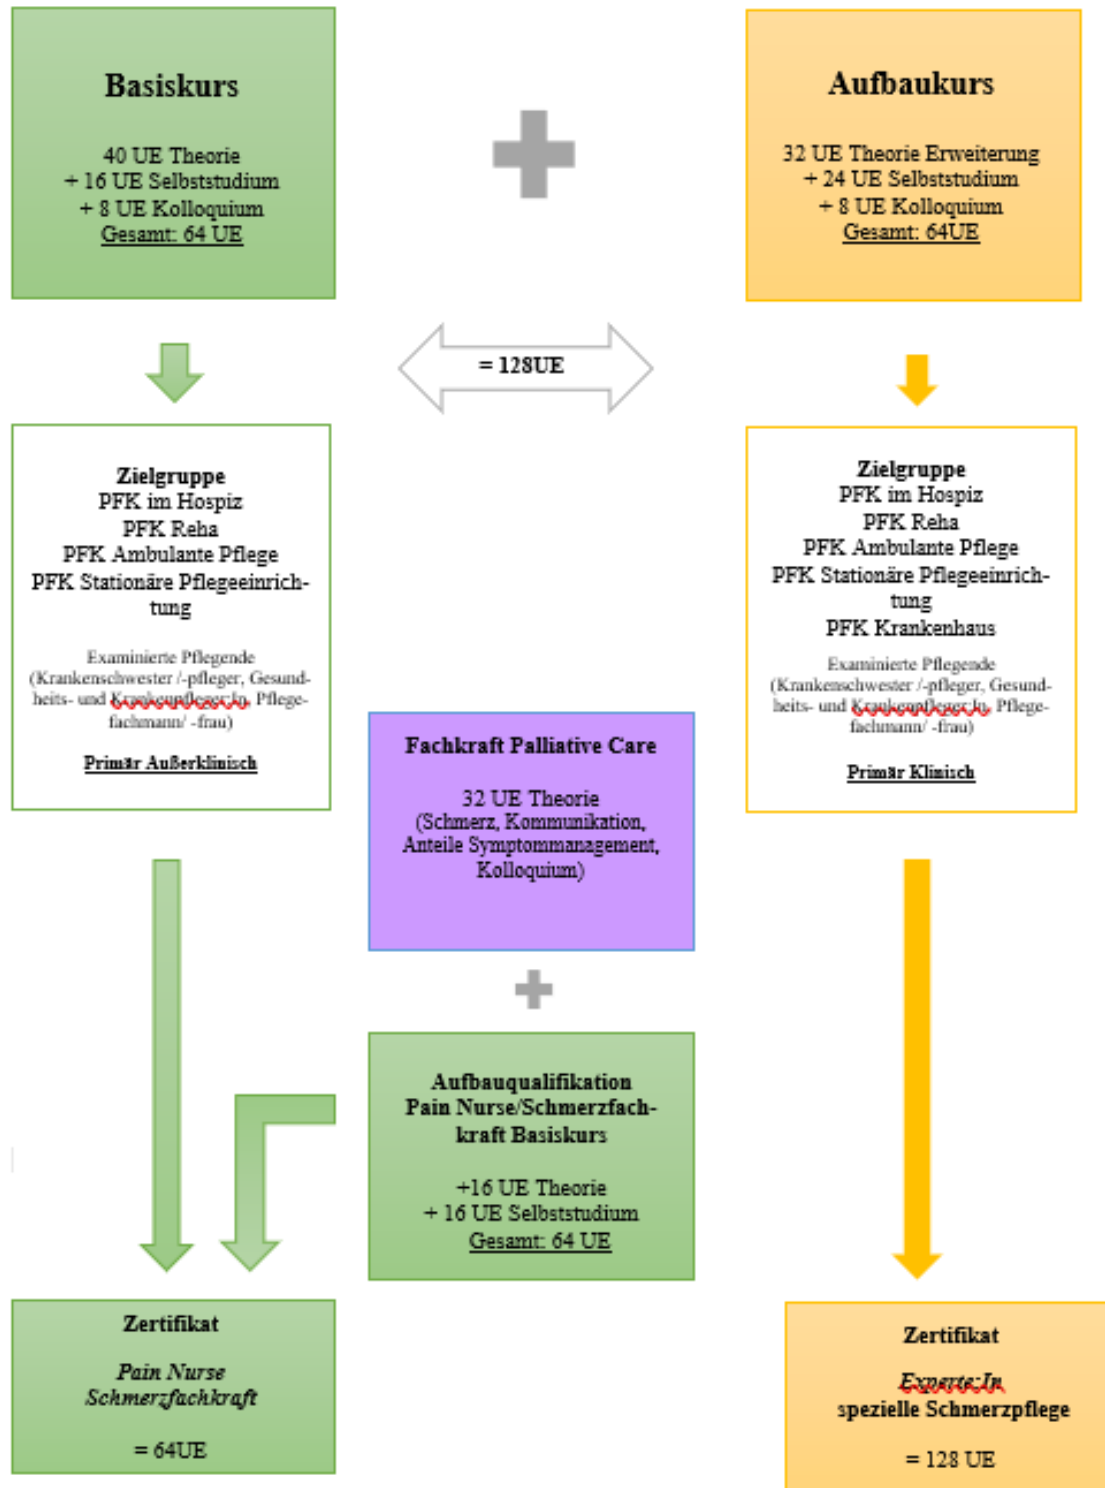 Basiskurs
40 UE Theorie
+ 16 UE Selbststudium
+ 8 UE Kolloquium
Gesamt: 64 UE
Aufbaukurs
32 UE Theorie Erweiterung
+ 24 UE Selbststudium
+ 8 UE Kolloquium
Gesamt: 64UE
= 128UE
Zielgruppe
PFK im Hospiz
PFK Reha
PFK Ambulante Pflege
PFK Stationäre Pflegeeinrich-
tung
Examinierte Pflegende
(Krankenschwester /-pfleger, Gesund-
heits- und Krankenpfleger:In, Pflege-
fachmann/ -frau)
Primär Außerklinisch
Zielgruppe
PFK im Hospiz
PFK Reha
PFK Ambulante Pflege
PFK Stationäre Pflegeeinrich-
tung
PFK Krankenhaus
Examinierte Pflegende
(Krankenschwester /-pfleger, Gesund-
heits- und Krankenpfleger:In, Pflege-
fachmann/ -frau)
Primär Klinisch
Fachkraft Palliative Care
32 UE Theorie
(Schmerz, Kommunikation,
Anteile Symptommanagement,
Kolloquium)
Aufbauqualifikation
Pain Nurse/Schmerzfach-
kraft Basiskurs
+16 UE Theorie
+ 16 UE Selbststudium
Gesamt: 64 UE
Zertifikat
Pain Nurse
Schmerzfachkraft
= 64UE
Zertifikat
Experte:In
spezielle Schmerzpflege
= 128 UE